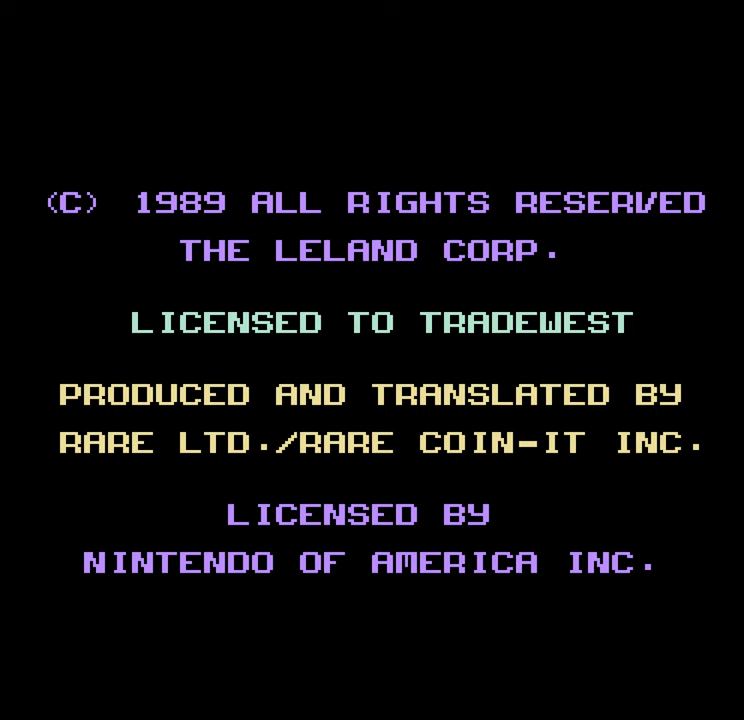 (C) 1989 ALL RIGHTS RESERVED
THE LELAND CORP.
LICENSED TO TRADEWEST
PRODUCED AND TRANSLATED BY
RARE LTD./RARE COIN-IT INC.
LICENSED BY
NINTENDO OF AMERICA INC.